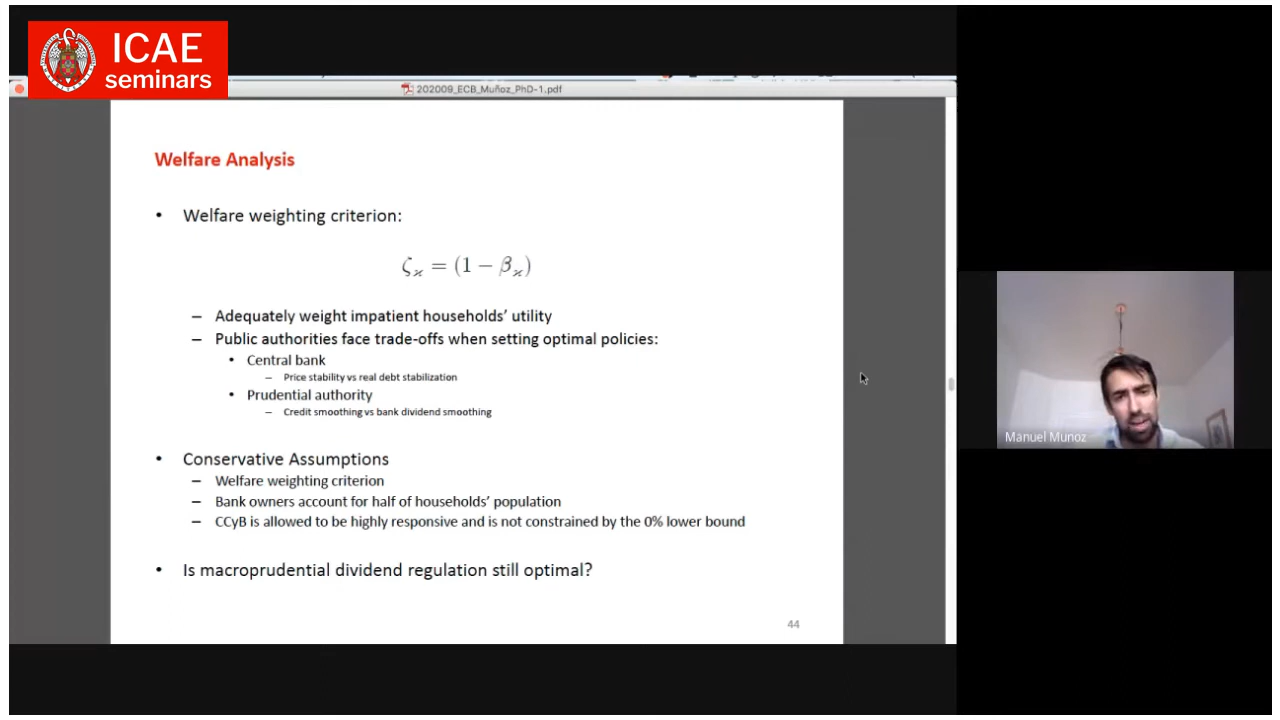 ICAE
seminars
202009_ECB_Muñoz_PhD-1.pdf
Welfare Analysis
• Welfare weighting criterion:
ζ_ϰ = (1 − β_ϰ)
– Adequately weight impatient households' utility
– Public authorities face trade-offs when setting optimal policies:
• Central bank
– Price stability vs real debt stabilization
• Prudential authority
– Credit smoothing vs bank dividend smoothing
• Conservative Assumptions
– Welfare weighting criterion
– Bank owners account for half of households' population
– CCyB is allowed to be highly responsive and is not constrained by the 0% lower bound
• Is macroprudential dividend regulation still optimal?
44
Manuel Munoz